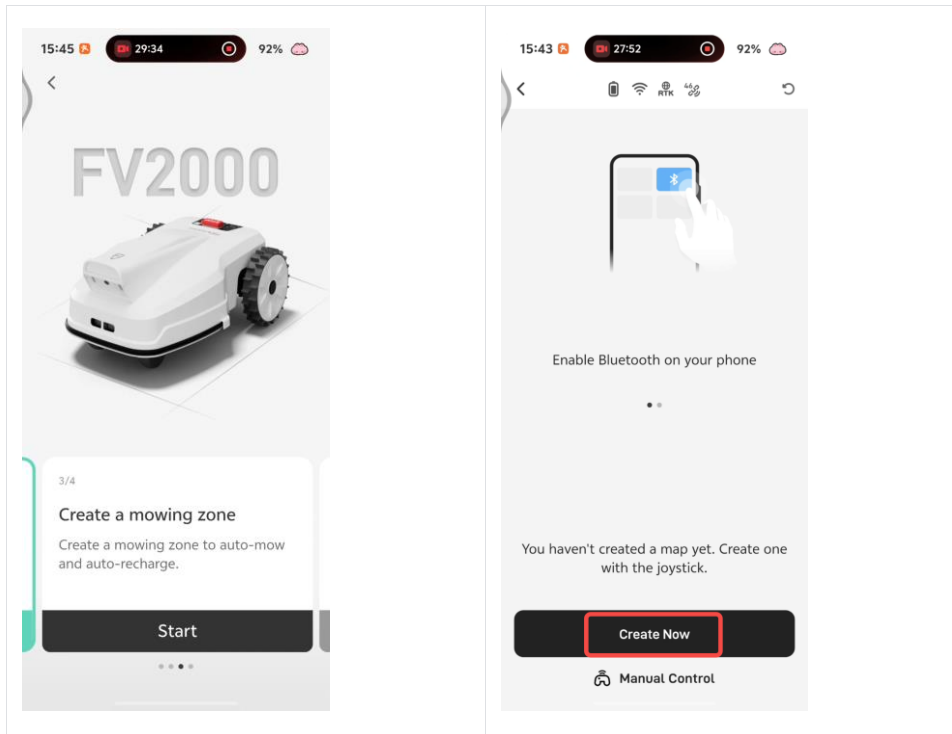 15:45 29:34 92%
FV2000
3/4
Create a mowing zone
Create a mowing zone to auto-mow
and auto-recharge.
Start
15:43 27:52 92%
RTK 4G
Enable Bluetooth on your phone
You haven't created a map yet. Create one
with the joystick.
Create Now
Manual Control